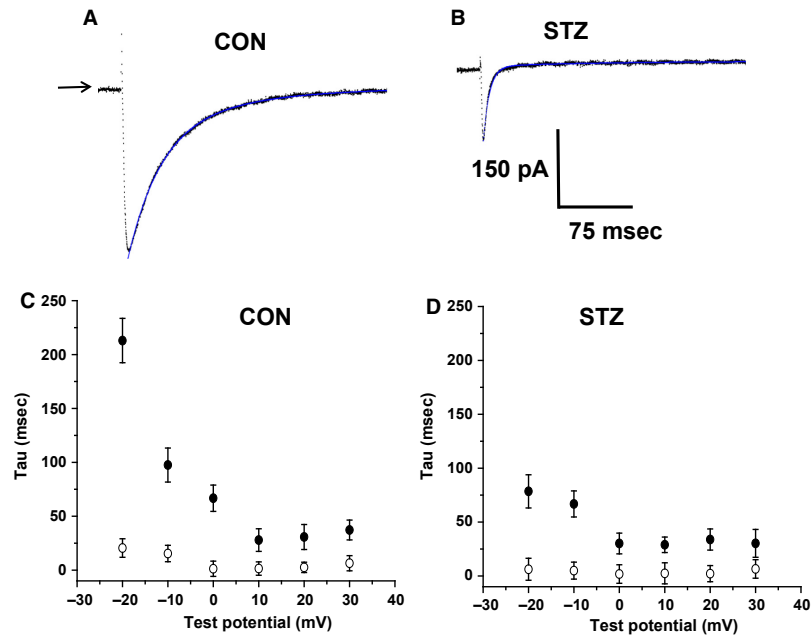 A
CON
B
STZ
150 pA
75 msec
C
CON
250
200
150
100
50
0
Tau (msec)
–30 –20 –10 0 10 20 30 40
Test potential (mV)
D
STZ
250
200
150
100
50
0
Tau (msec)
–30 –20 –10 0 10 20 30 40
Test potential (mV)